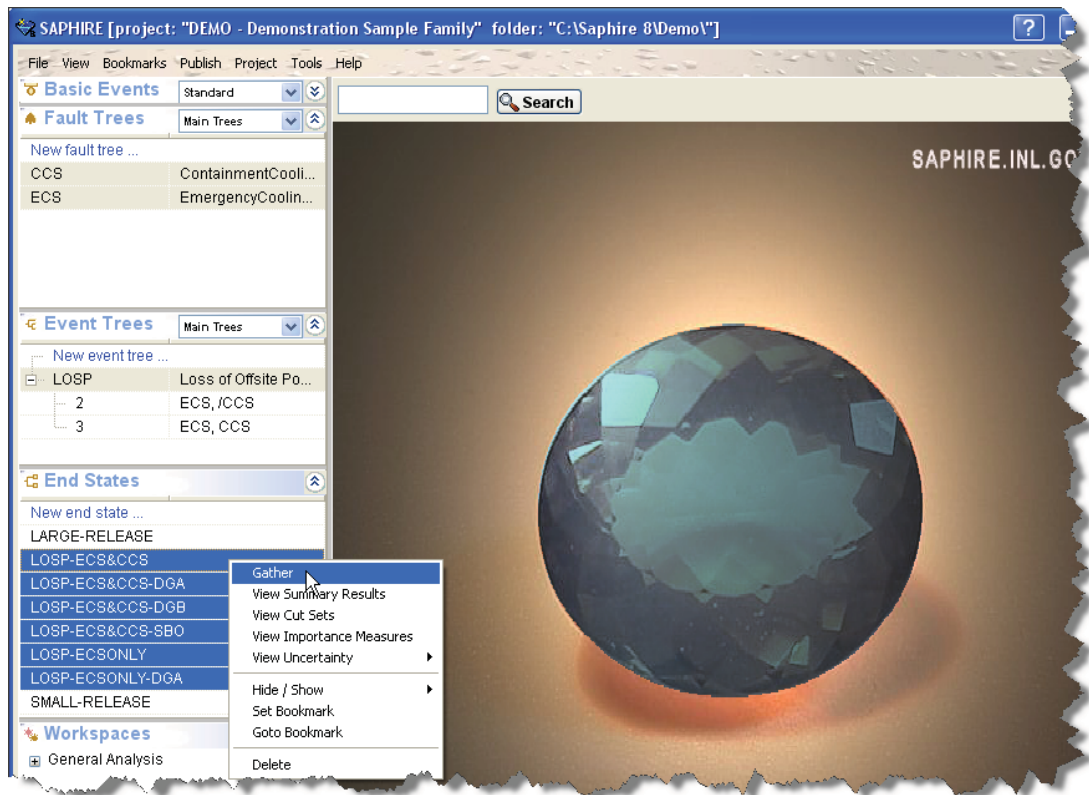 SAPHIRE [project: "DEMO - Demonstration Sample Family" folder: "C:\Saphire 8\Demo\"]
File View Bookmarks Publish Project Tools Help
Basic Events Standard
Search
Fault Trees Main Trees
New fault tree ...
CCS ContainmentCooli...
ECS EmergencyCoolin...
SAPHIRE.INL.GO
Event Trees Main Trees
New event tree ...
LOSP Loss of Offsite Po...
2 ECS, /CCS
3 ECS, CCS
End States
New end state ...
LARGE-RELEASE
LOSP-ECS&CCS
LOSP-ECS&CCS-DGA
LOSP-ECS&CCS-DGB
LOSP-ECS&CCS-SBO
LOSP-ECSONLY
LOSP-ECSONLY-DGA
SMALL-RELEASE
Gather
View Summary Results
View Cut Sets
View Importance Measures
View Uncertainty
Hide / Show
Set Bookmark
Goto Bookmark
Delete
Workspaces
General Analysis